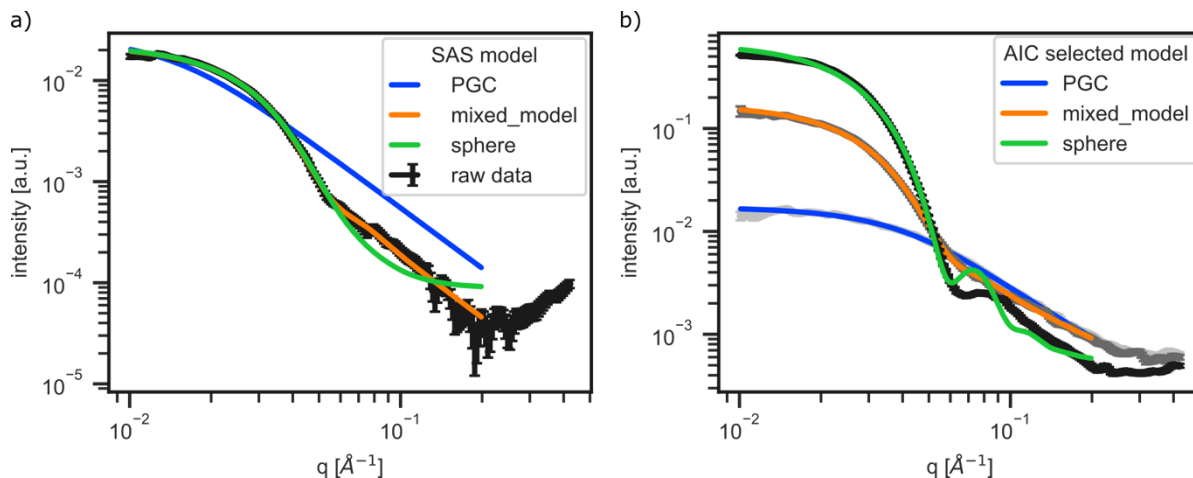 a)
SAS model
PGC
mixed_model
sphere
raw data
intensity [a.u.]
10⁻²
10⁻³
10⁻⁴
10⁻⁵
10⁻²
10⁻¹
q [Å⁻¹]
b)
AIC selected model
PGC
mixed_model
sphere
intensity [a.u.]
10⁻¹
10⁻²
10⁻³
10⁻²
10⁻¹
q [Å⁻¹]